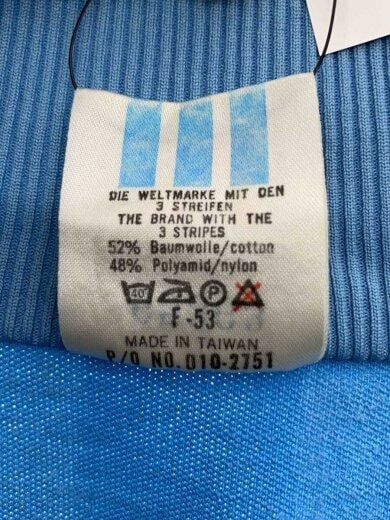 DIE WELTMARKE MIT DEN
3 STREIFEN
THE BRAND WITH THE
3 STRIPES
52% Baumwolle/cotton
48% Polyamid/nylon
40 P
F-53
MADE IN TAIWAN
P/O NO.010-2751